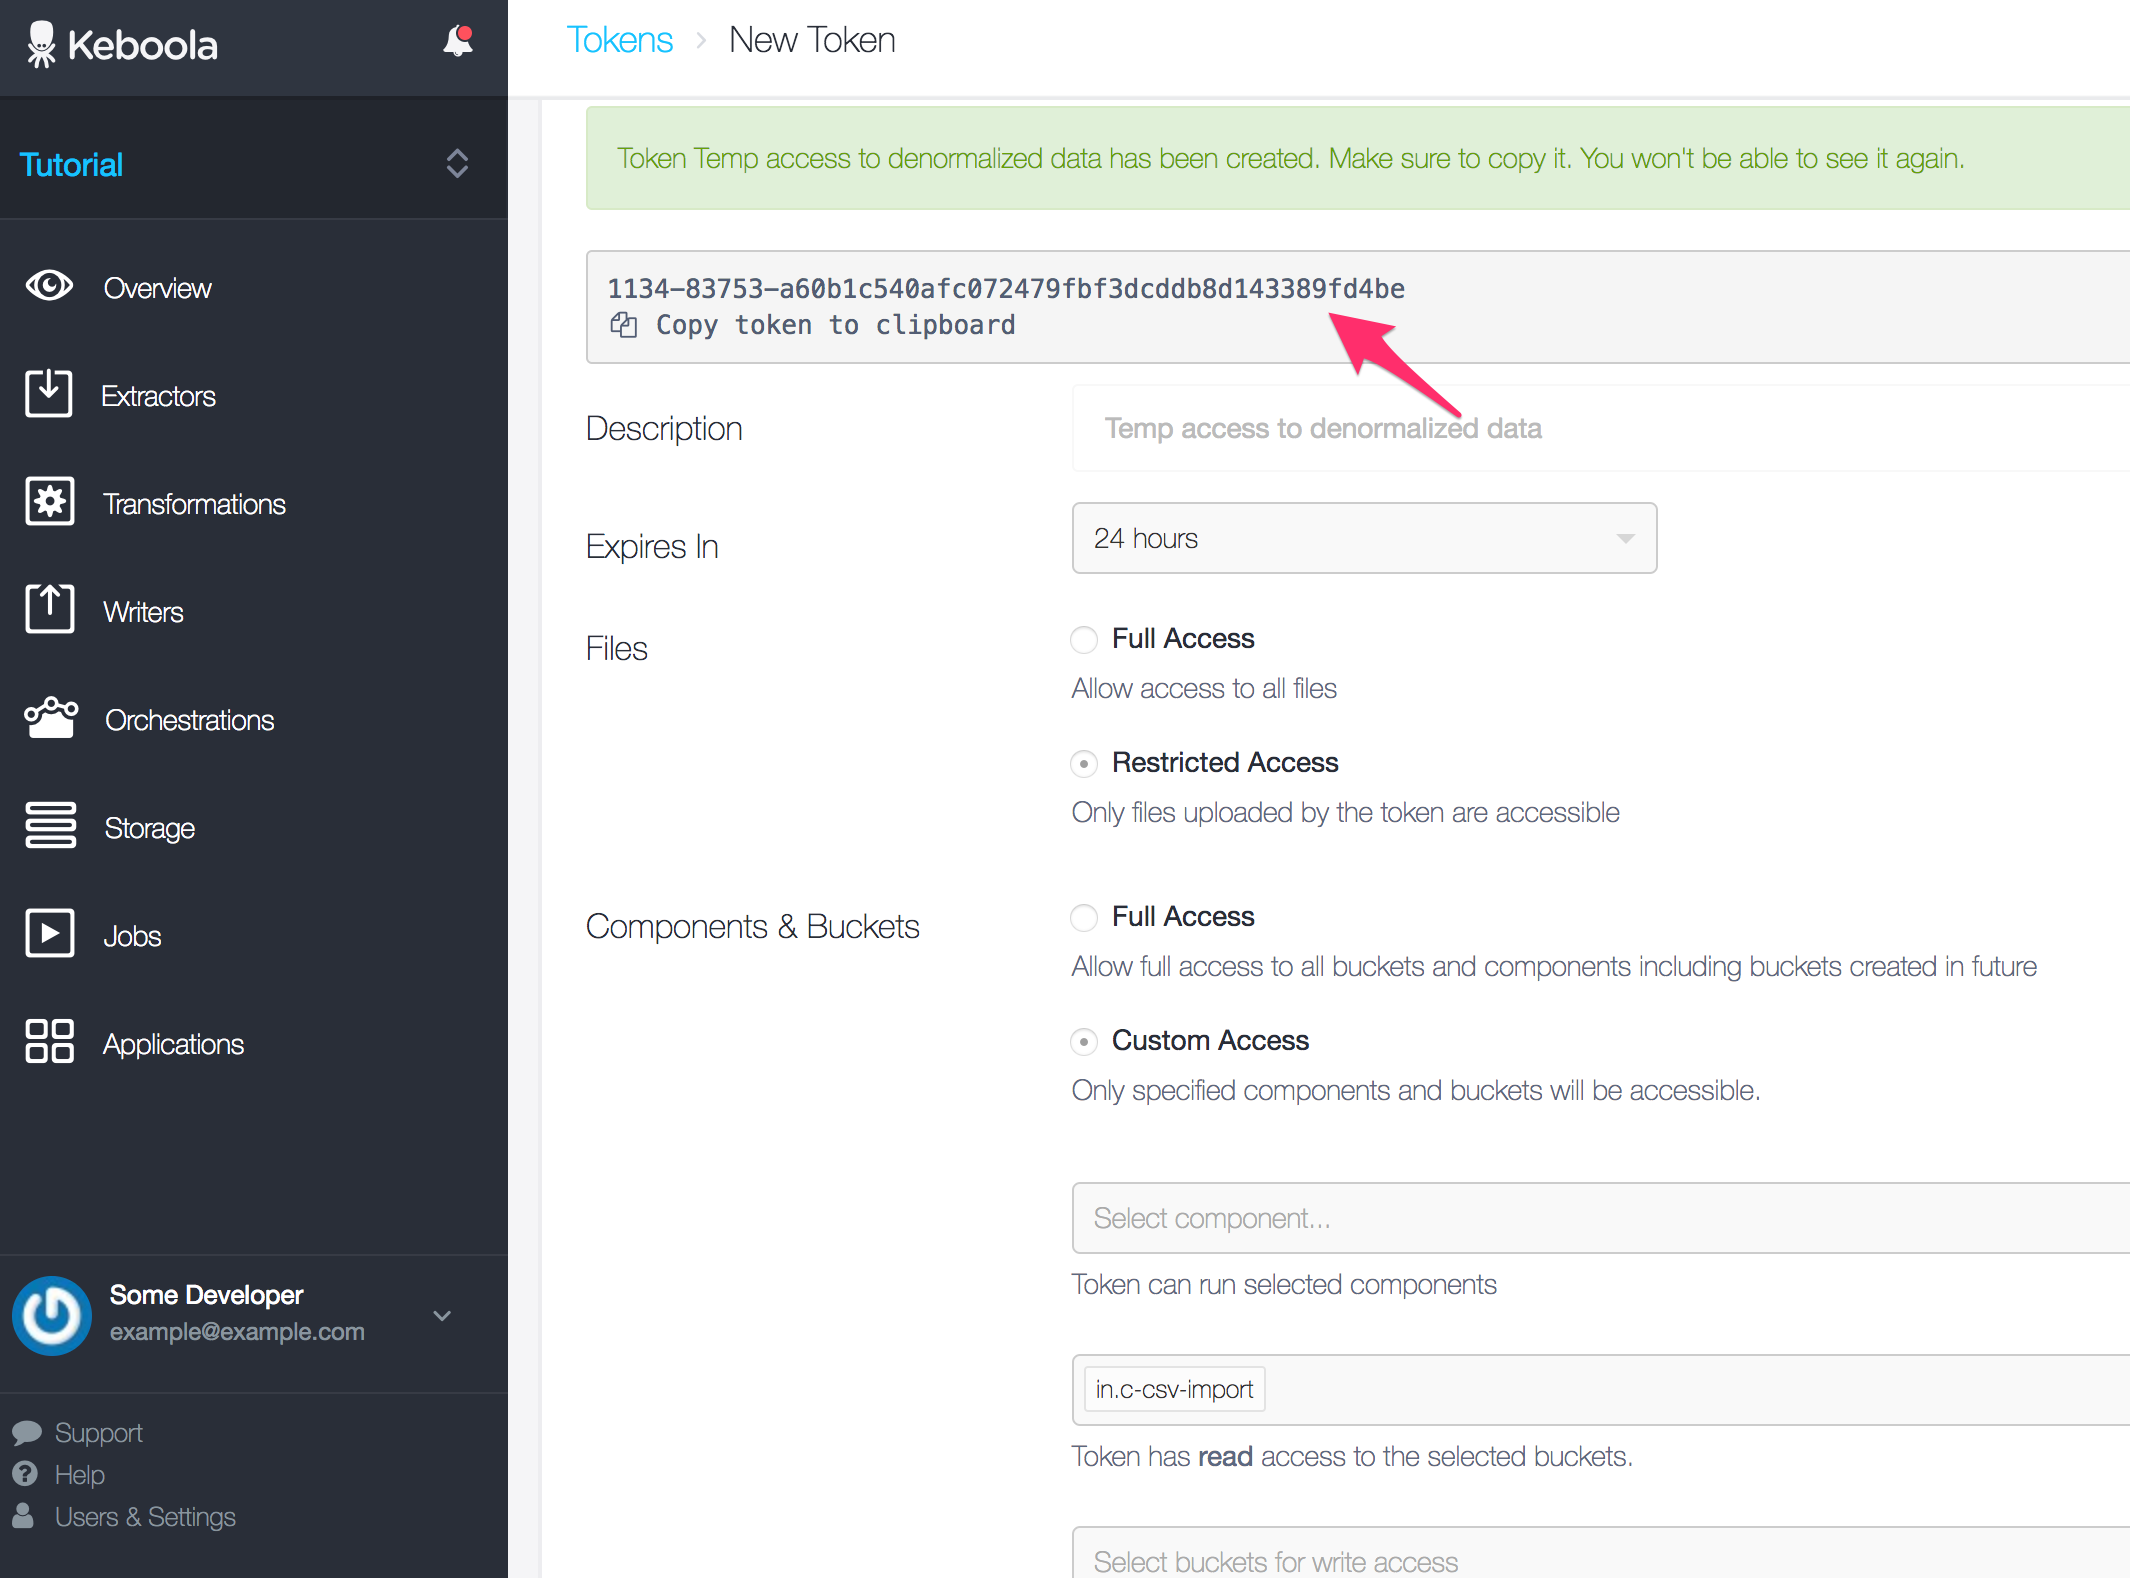 Keboola
Tutorial
Overview
Extractors
Transformations
Writers
Orchestrations
Storage
Jobs
Applications
Some Developer
example@example.com
Support
Help
Users & Settings
Tokens > New Token
Token Temp access to denormalized data has been created. Make sure to copy it. You won't be able to see it again.
1134-83753-a60b1c540afc072479fbf3dcddb8d143389fd4be
Copy token to clipboard
Description
Temp access to denormalized data
Expires In
24 hours
Files
Full Access
Allow access to all files
Restricted Access
Only files uploaded by the token are accessible
Components & Buckets
Full Access
Allow full access to all buckets and components including buckets created in future
Custom Access
Only specified components and buckets will be accessible.
Select component...
Token can run selected components
in.c-csv-import
Token has read access to the selected buckets.
Select buckets for write access